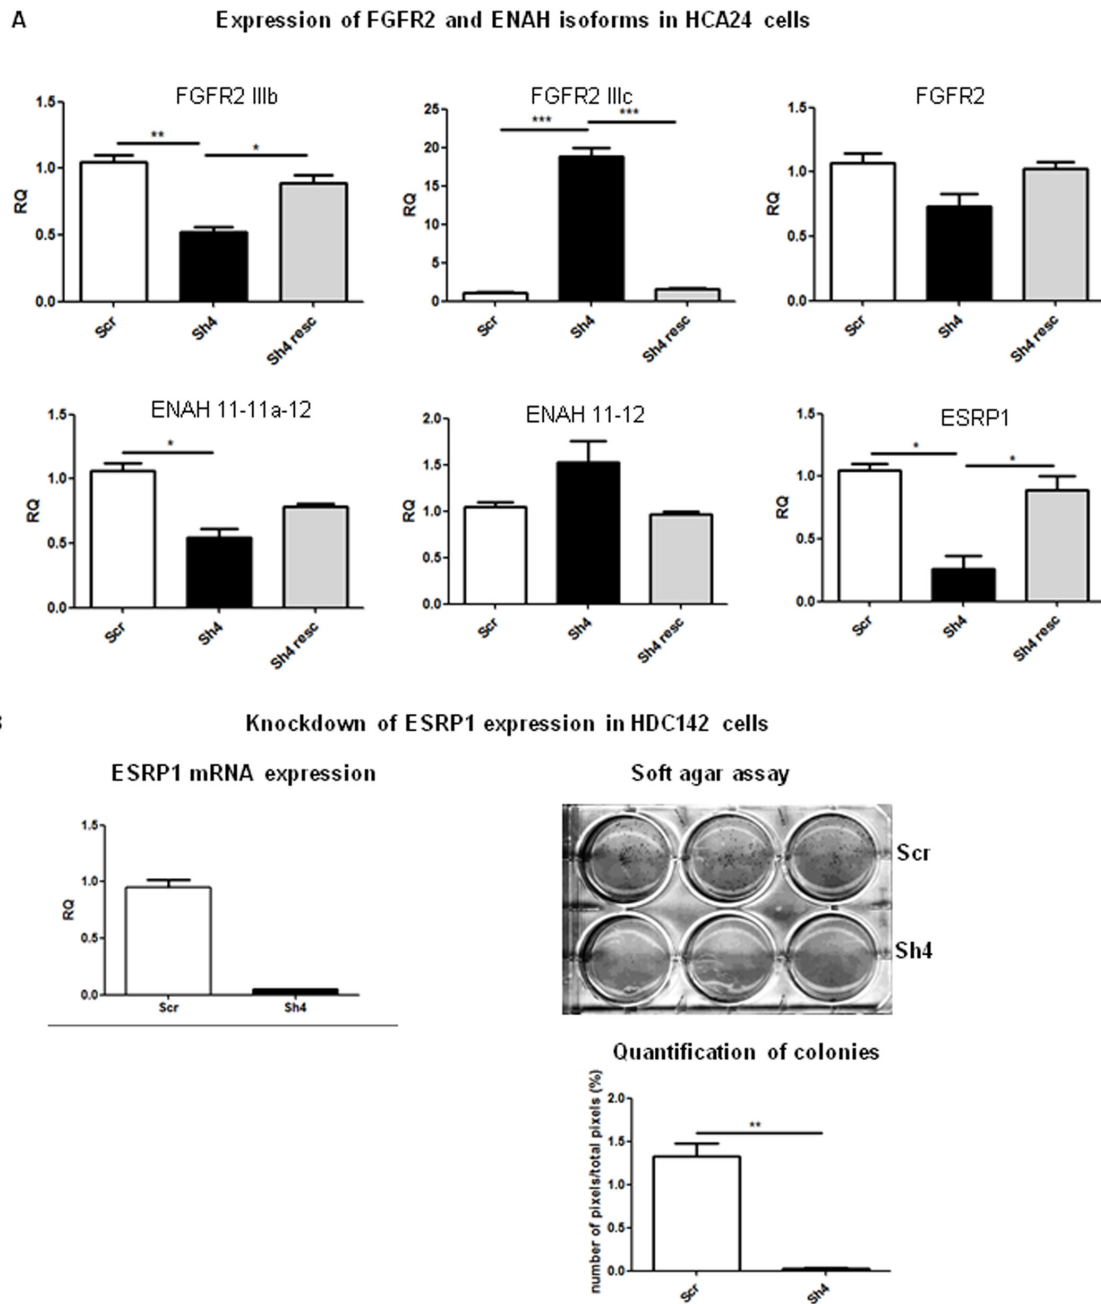 A
Expression of FGFR2 and ENAH isoforms in HCA24 cells
FGFR2 IIIb
1.5
1.0
0.5
0.0
RQ
**
*
Scr
Sh4
Sh4 resc
FGFR2 IIIc
25
20
15
10
5
0
RQ
***
***
Scr
Sh4
Sh4 resc
FGFR2
1.5
1.0
0.5
0.0
RQ
Scr
Sh4
Sh4 resc
ENAH 11-11a-12
1.5
1.0
0.5
0.0
RQ
*
Scr
Sh4
Sh4 resc
ENAH 11-12
2.0
1.5
1.0
0.5
0.0
RQ
Scr
Sh4
Sh4 resc
ESRP1
1.5
1.0
0.5
0.0
RQ
*
*
Scr
Sh4
Sh4 resc
Knockdown of ESRP1 expression in HDC142 cells
ESRP1 mRNA expression
1.5
1.0
0.5
0.0
RQ
Scr
Sh4
Soft agar assay
Scr
Sh4
Quantification of colonies
number of pixels/total pixels (%)
2.0
1.5
1.0
0.5
0.0
**
Scr
Sh4